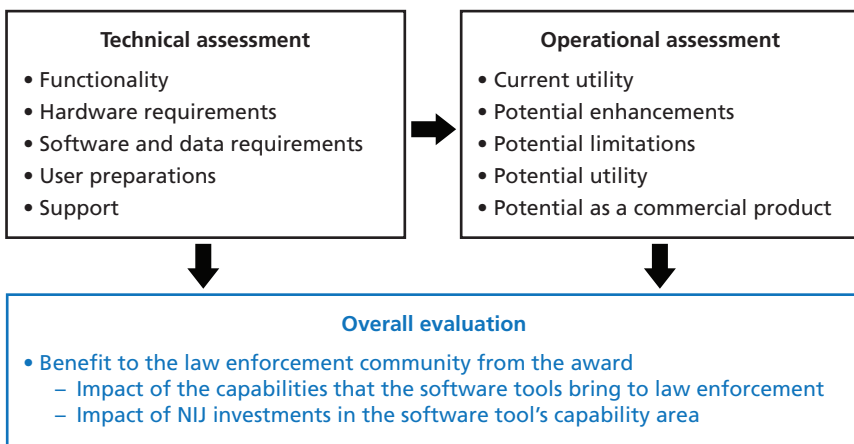 Technical assessment
• Functionality
• Hardware requirements
• Software and data requirements
• User preparations
• Support
Operational assessment
• Current utility
• Potential enhancements
• Potential limitations
• Potential utility
• Potential as a commercial product
Overall evaluation
• Benefit to the law enforcement community from the award
– Impact of the capabilities that the software tools bring to law enforcement
– Impact of NIJ investments in the software tool's capability area